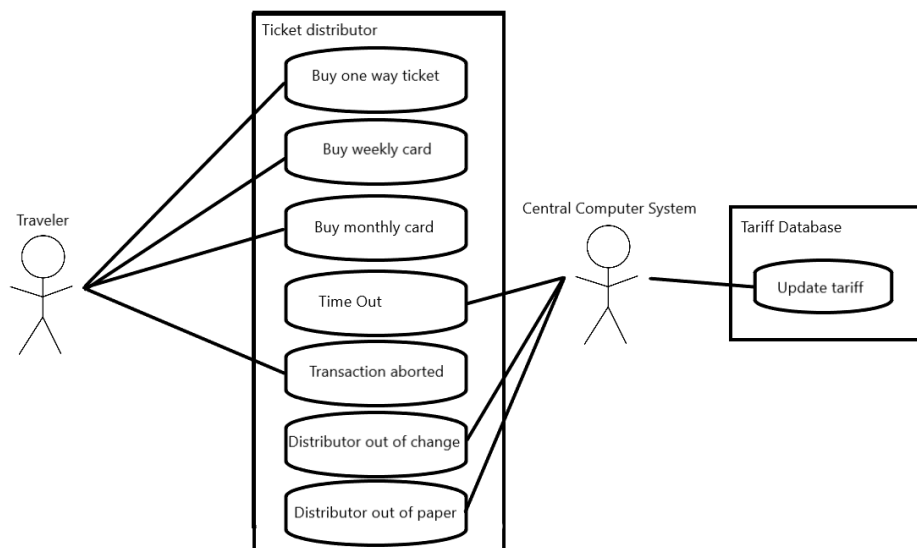 Ticket distributor
Buy one way ticket
Buy weekly card
Traveler
Buy monthly card
Central Computer System
Tariff Database
Time Out
Update tariff
Transaction aborted
Distributor out of change
Distributor out of paper